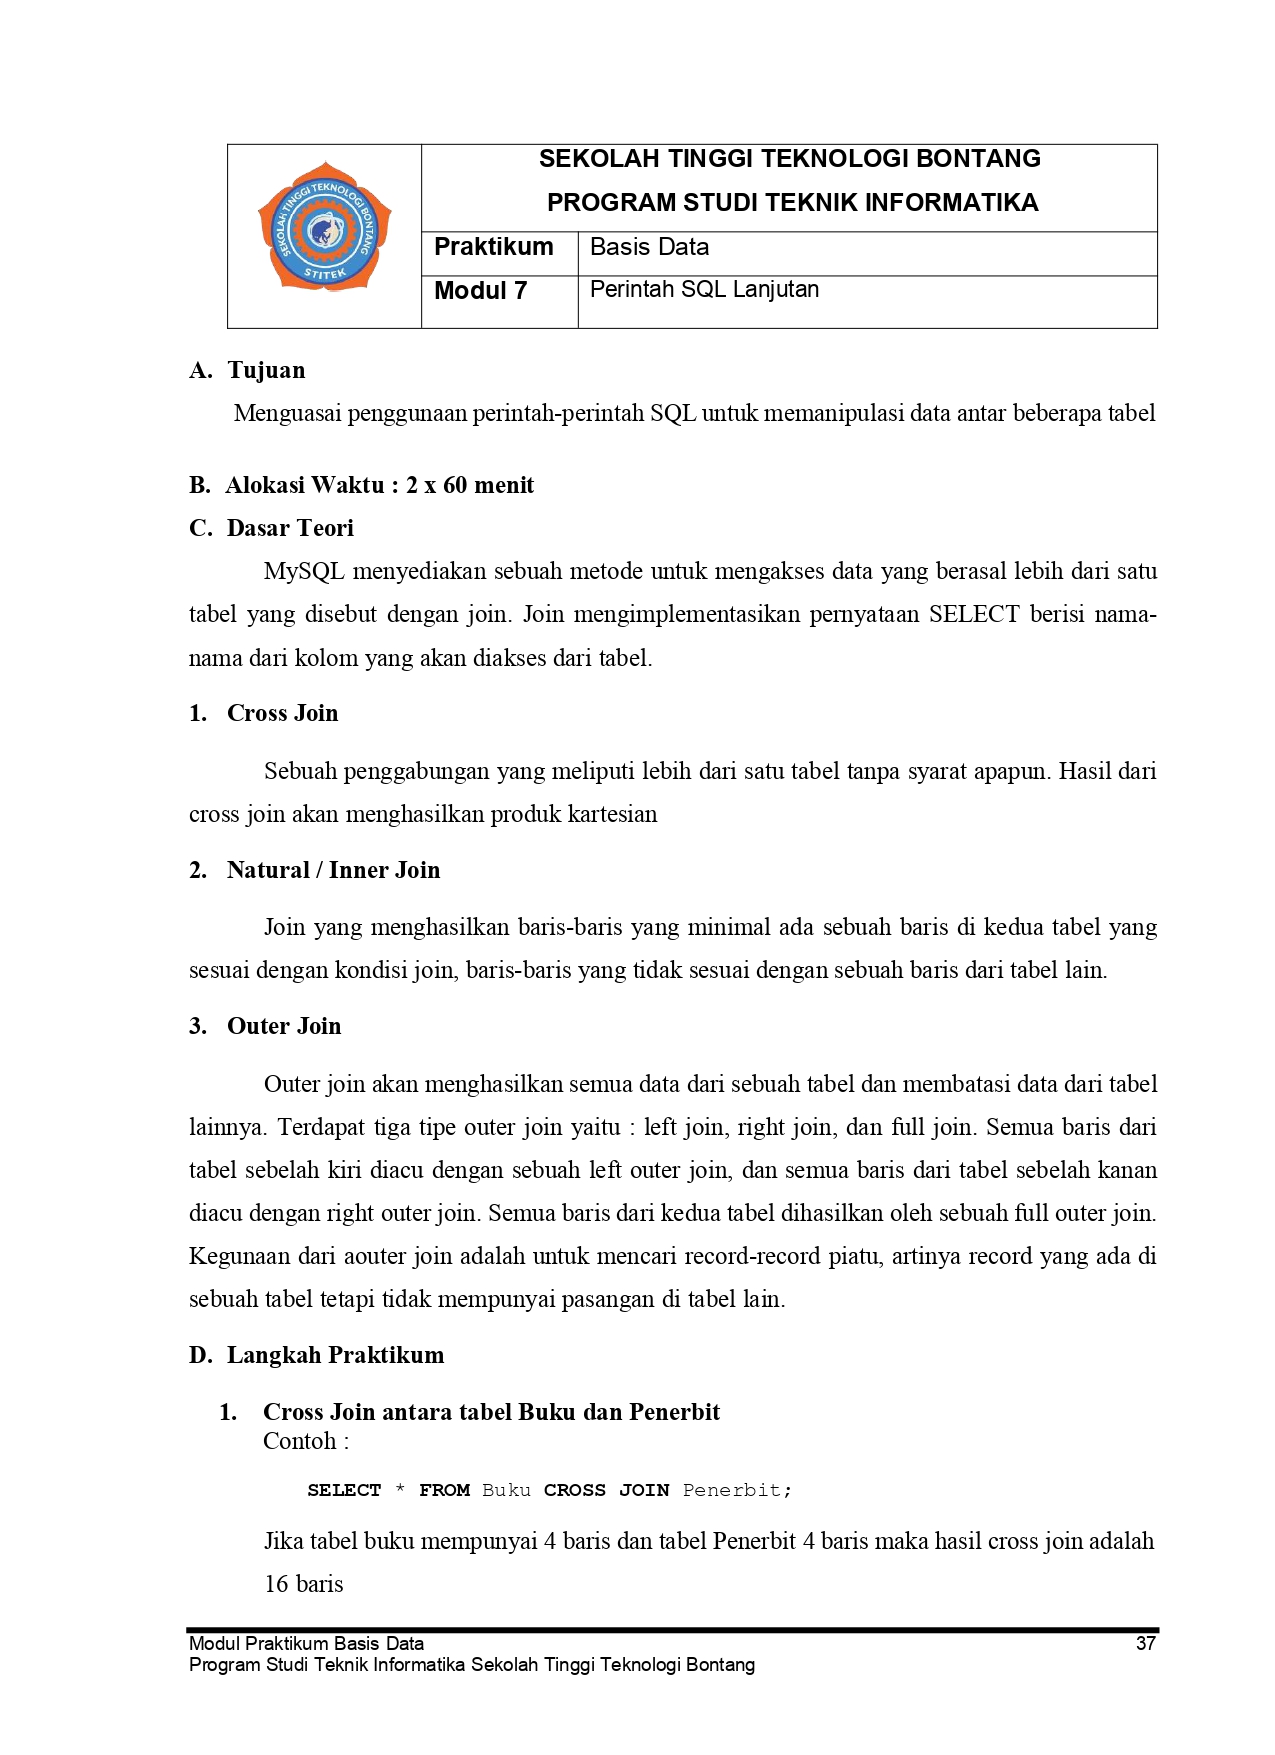 SEKOLAH TINGGI TEKNOLOGI BONTANG
STITEK
SEKOLAH TINGGI TEKNOLOGI BONTANG
PROGRAM STUDI TEKNIK INFORMATIKA
Praktikum Basis Data
Modul 7 Perintah SQL Lanjutan
A. Tujuan
Menguasai penggunaan perintah-perintah SQL untuk memanipulasi data antar beberapa tabel
B. Alokasi Waktu : 2 x 60 menit
C. Dasar Teori
MySQL menyediakan sebuah metode untuk mengakses data yang berasal lebih dari satu
tabel yang disebut dengan join. Join mengimplementasikan pernyataan SELECT berisi nama-
nama dari kolom yang akan diakses dari tabel.
1. Cross Join
Sebuah penggabungan yang meliputi lebih dari satu tabel tanpa syarat apapun. Hasil dari
cross join akan menghasilkan produk kartesian
2. Natural / Inner Join
Join yang menghasilkan baris-baris yang minimal ada sebuah baris di kedua tabel yang
sesuai dengan kondisi join, baris-baris yang tidak sesuai dengan sebuah baris dari tabel lain.
3. Outer Join
Outer join akan menghasilkan semua data dari sebuah tabel dan membatasi data dari tabel
lainnya. Terdapat tiga tipe outer join yaitu : left join, right join, dan full join. Semua baris dari
tabel sebelah kiri diacu dengan sebuah left outer join, dan semua baris dari tabel sebelah kanan
diacu dengan right outer join. Semua baris dari kedua tabel dihasilkan oleh sebuah full outer join.
Kegunaan dari aouter join adalah untuk mencari record-record piatu, artinya record yang ada di
sebuah tabel tetapi tidak mempunyai pasangan di tabel lain.
D. Langkah Praktikum
1. Cross Join antara tabel Buku dan Penerbit
Contoh :
SELECT * FROM Buku CROSS JOIN Penerbit;
Jika tabel buku mempunyai 4 baris dan tabel Penerbit 4 baris maka hasil cross join adalah
16 baris
Modul Praktikum Basis Data 37
Program Studi Teknik Informatika Sekolah Tinggi Teknologi Bontang